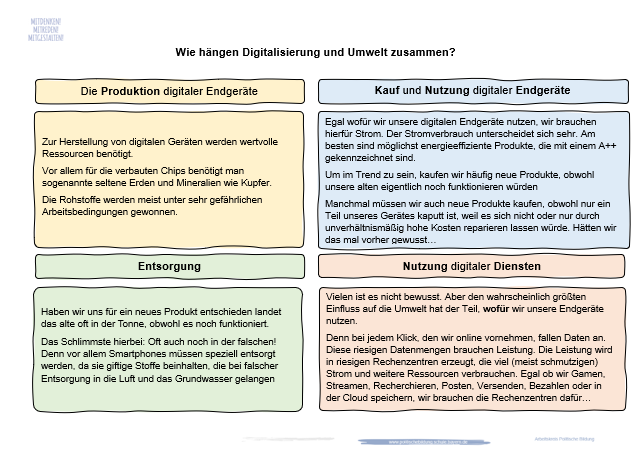 MITDENKEN!
MITREDEN!
MITGESTALTEN!
Wie hängen Digitalisierung und Umwelt zusammen?
Die Produktion digitaler Endgeräte
Zur Herstellung von digitalen Geräten werden wertvolle
Ressourcen benötigt.
Vor allem für die verbauten Chips benötigt man
sogenannte seltene Erden und Mineralien wie Kupfer.
Die Rohstoffe werden meist unter sehr gefährlichen
Arbeitsbedingungen gewonnen.
Kauf und Nutzung digitaler Endgeräte
Egal wofür wir unsere digitalen Endgeräte nutzen, wir brauchen
hierfür Strom. Der Stromverbrauch unterscheidet sich sehr. Am
besten sind möglichst energieeffiziente Produkte, die mit einem A++
gekennzeichnet sind.
Um im Trend zu sein, kaufen wir häufig neue Produkte, obwohl
unsere alten eigentlich noch funktionieren würden
Manchmal müssen wir auch neue Produkte kaufen, obwohl nur ein
Teil unseres Gerätes kaputt ist, weil es sich nicht oder nur durch
unverhältnismäßig hohe Kosten reparieren lassen würde. Hätten wir
das mal vorher gewusst…
Entsorgung
Haben wir uns für ein neues Produkt entschieden landet
das alte oft in der Tonne, obwohl es noch funktioniert.
Das Schlimmste hierbei: Oft auch noch in der falschen!
Denn vor allem Smartphones müssen speziell entsorgt
werden, da sie giftige Stoffe beinhalten, die bei falscher
Entsorgung in die Luft und das Grundwasser gelangen
Nutzung digitaler Diensten
Vielen ist es nicht bewusst. Aber den wahrscheinlich größten
Einfluss auf die Umwelt hat der Teil, wofür wir unsere Endgeräte
nutzen.
Denn bei jedem Klick, den wir online vornehmen, fallen Daten an.
Diese riesigen Datenmengen brauchen Leistung. Die Leistung wird
in riesigen Rechenzentren erzeugt, die viel (meist schmutzigen)
Strom und weitere Ressourcen verbrauchen. Egal ob wir Gamen,
Streamen, Recherchieren, Posten, Versenden, Bezahlen oder in
der Cloud speichern, wir brauchen die Rechenzentren dafür…
Arbeitskreis Politische Bildung